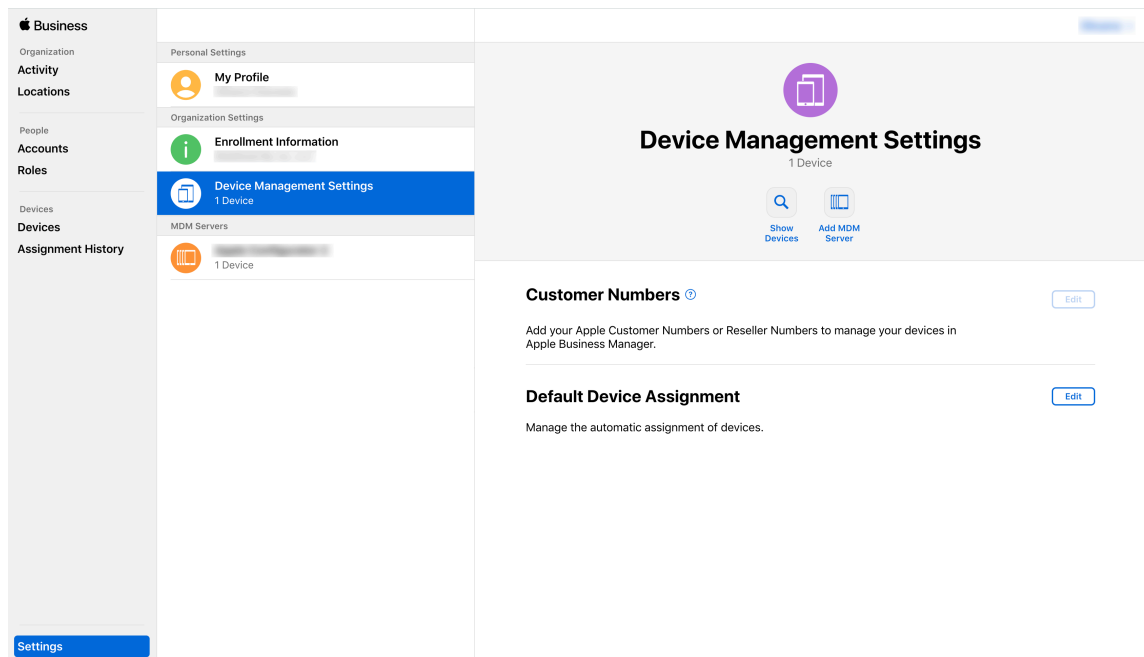 Business
Organization
Activity
Locations
People
Accounts
Roles
Devices
Devices
Assignment History
Settings
Personal Settings
My Profile
Organization Settings
Enrollment Information
Device Management Settings
1 Device
MDM Servers
1 Device
Device Management Settings
1 Device
Show
Devices
Add MDM
Server
Customer Numbers
Edit
Add your Apple Customer Numbers or Reseller Numbers to manage your devices in
Apple Business Manager.
Default Device Assignment
Edit
Manage the automatic assignment of devices.